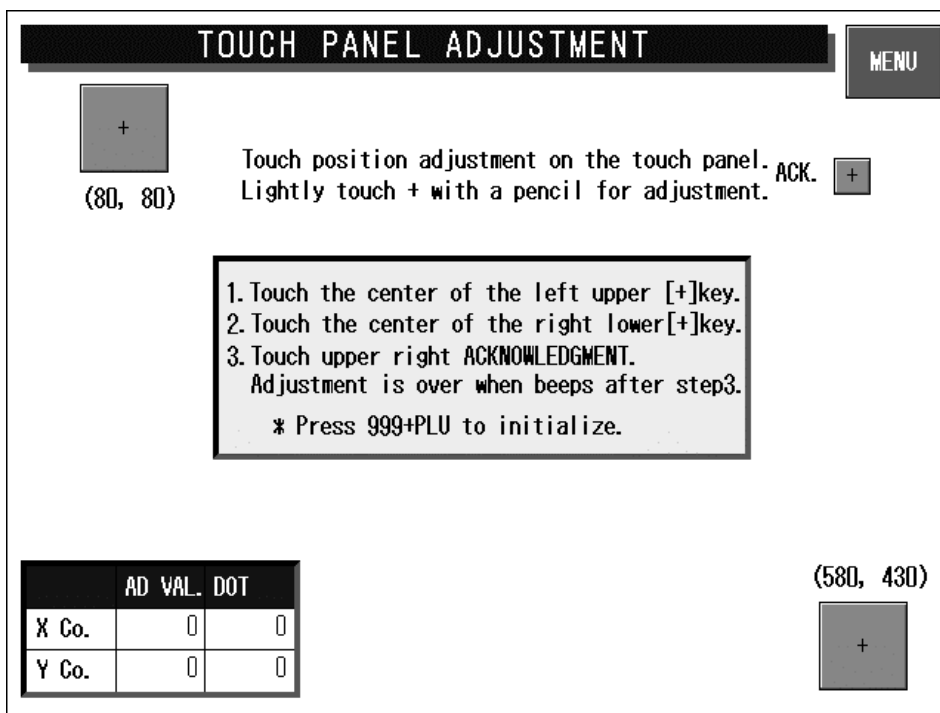 TOUCH PANEL ADJUSTMENT
MENU
+
(80, 80)
Touch position adjustment on the touch panel.
Lightly touch + with a pencil for adjustment.
ACK. +
1. Touch the center of the left upper [+]key.
2. Touch the center of the right lower[+]key.
3. Touch upper right ACKNOWLEDGMENT.
Adjustment is over when beeps after step3.
* Press 999+PLU to initialize.
AD VAL. DOT
X Co. 0 0
Y Co. 0 0
(580, 430)
+